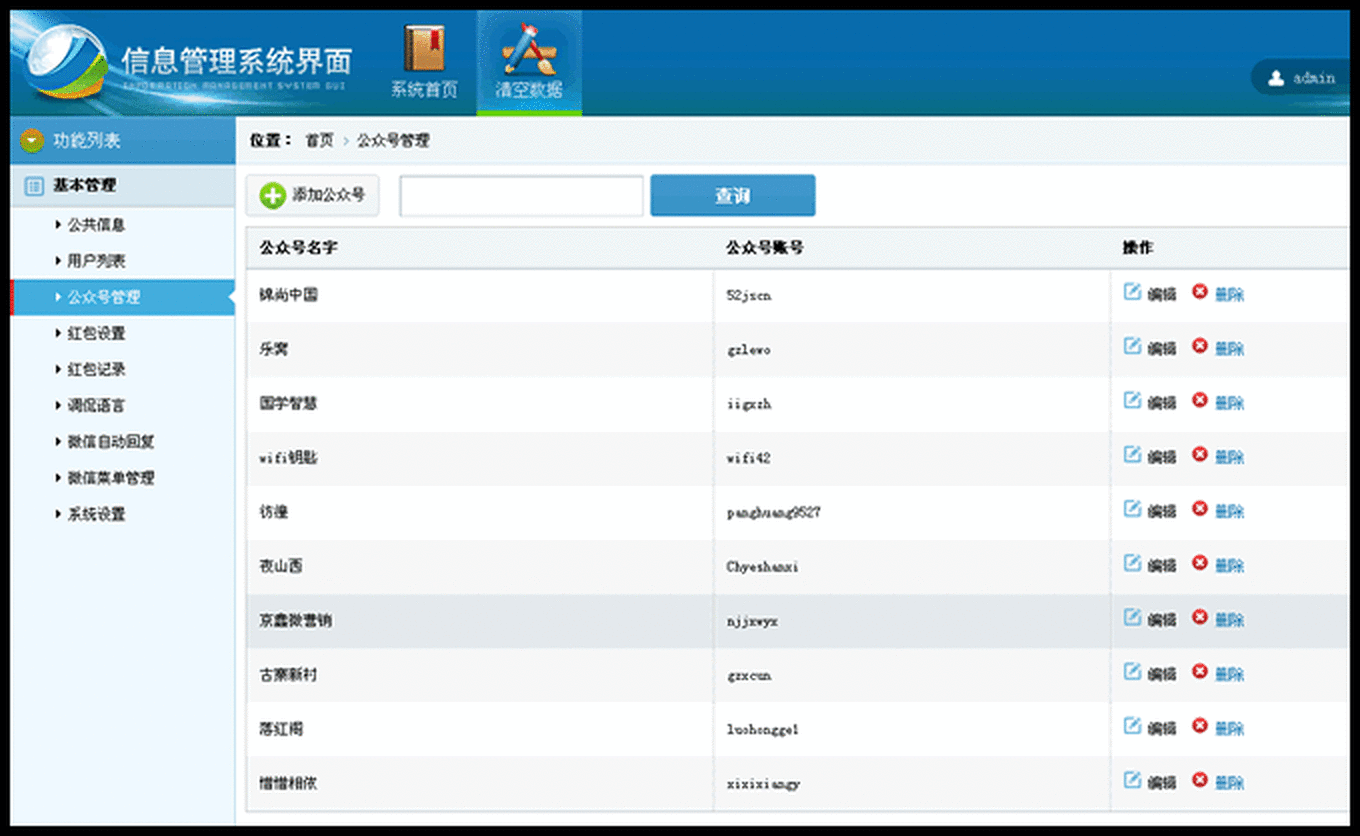 信息管理系统界面
INFORMATION MANAGEMENT SYSTEM GUI
系统首页
清空数据
admin
功能列表
位置： 首页 › 公众号管理
基本管理
公共信息
用户列表
公众号管理
红包设置
红包记录
调侃语言
微信自动回复
微信菜单管理
系统设置
添加公众号
查询
公众号名字 公众号账号 操作
锦尚中国 52jscn 编辑 删除
乐窝 gzlewo 编辑 删除
国学智慧 iigxzh 编辑 删除
wifi钥匙 wifi42 编辑 删除
彷徨 panghuang9527 编辑 删除
夜山西 Chyeshanxi 编辑 删除
京鑫微营销 njjxwyx 编辑 删除
古寨新村 gzxcun 编辑 删除
落红阁 luohongge1 编辑 删除
惜惜相依 xixixiangy 编辑 删除